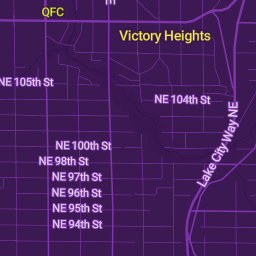 QFC
Victory Heights
NE 105th St
NE 104th St
NE 100th St
NE 98th St
NE 97th St
NE 96th St
NE 95th St
NE 94th St
Lake City Way NE